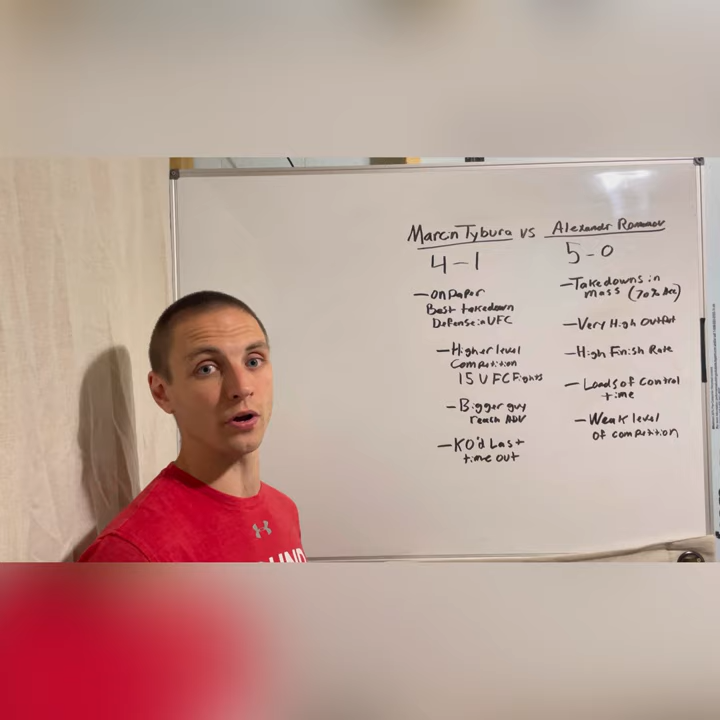 Marcin Tybura vs Alexandr Romanov
4-1
5-0
- on Paper
Best takedown
Defense in UFC
- Higher level
Competition
15 UFC Fights
- Bigger guy
reach ADV
- KO'd Last
time out
- Takedowns in
mass (70% Acc)
- Very High Output
- High Finish Rate
- Loads of control
time
- Weak level
of competition